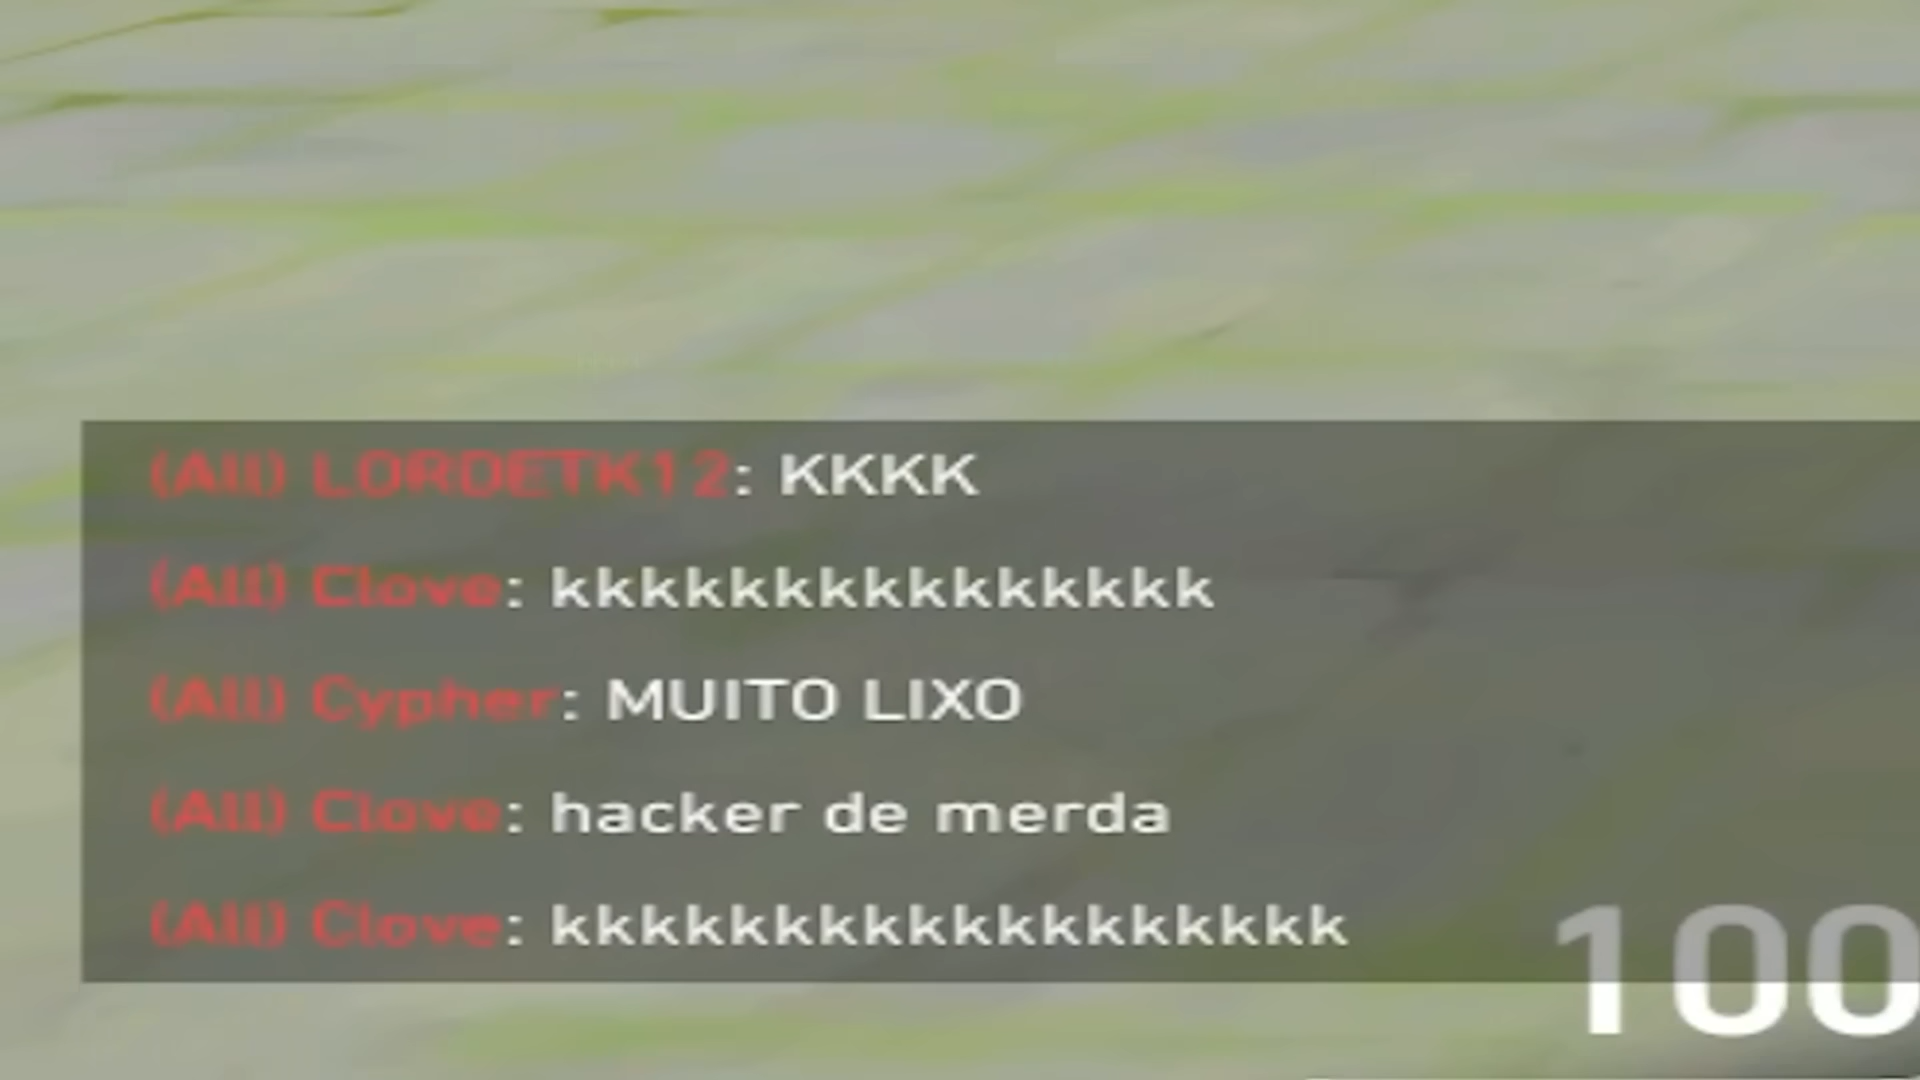 (All) LORDETK12: KKKK
(All) Clove: kkkkkkkkkkkkkkk
(All) Cypher: MUITO LIXO
(All) Clove: hacker de merda
(All) Clove: kkkkkkkkkkkkkkkkkk
100